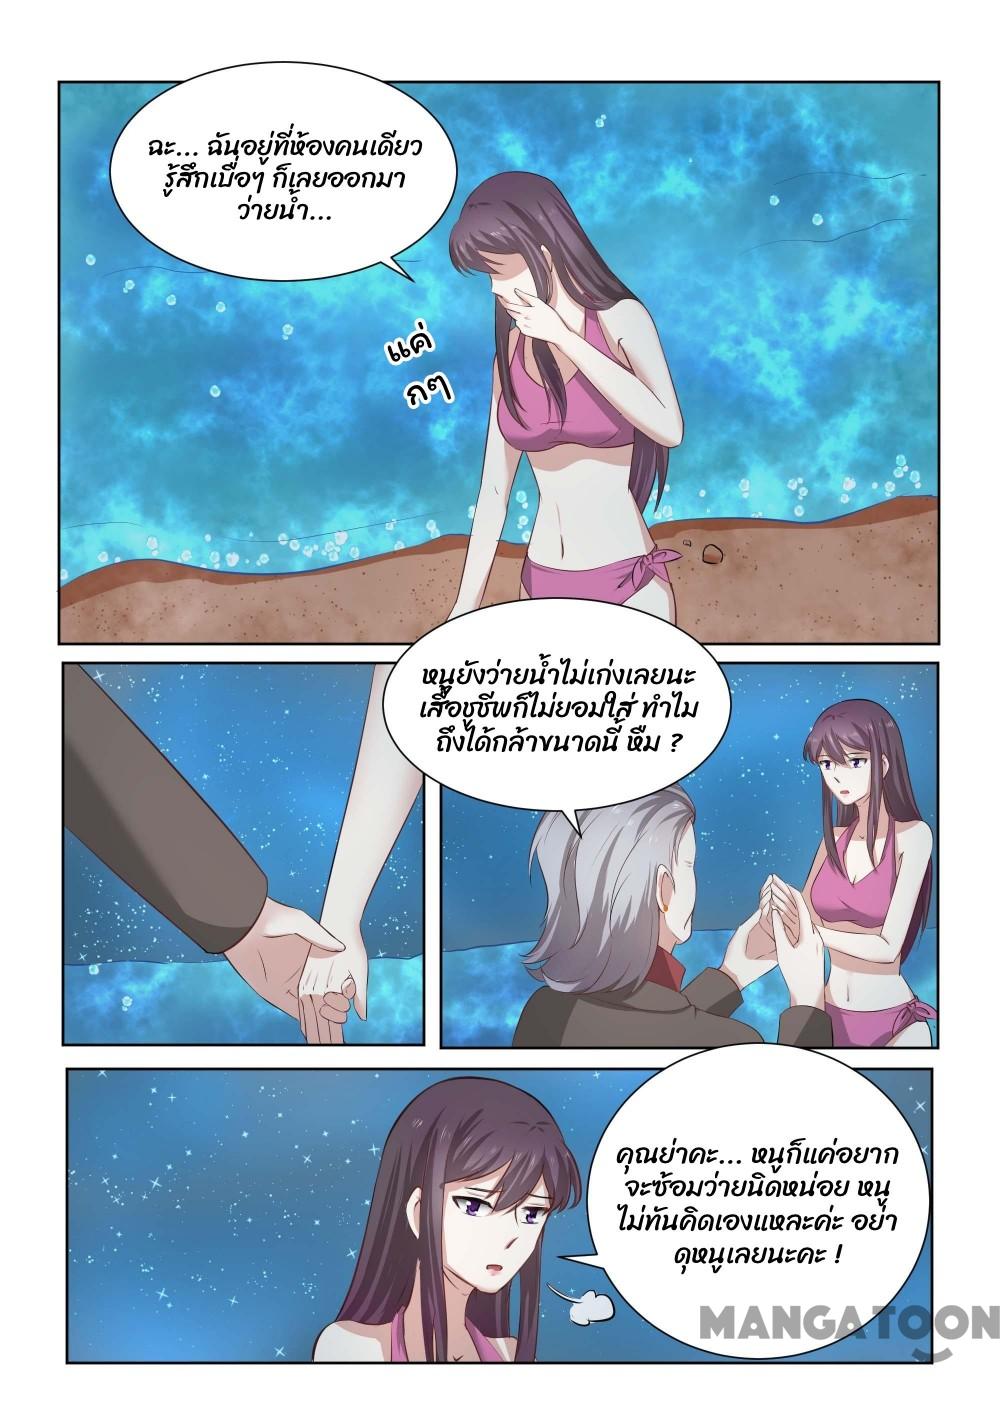 ฉะ... ฉันอยู่ที่ห้องคนเดียว
รู้สึกเบื่อๆ ก็เลยออกมา
ว่ายน้ำ...
แค่
กๆ
หนูยังว่ายน้ำไม่เก่งเลยนะ
เสื้อชูชีพก็ไม่ยอมใส่ ทำไม
ถึงได้กล้าขนาดนี้ หืม ?
คุณย่าคะ... หนูก็แค่อยาก
จะซ้อมว่ายนิดหน่อย หนู
ไม่ทันคิดเองแหละค่ะ อย่า
ดุหนูเลยนะคะ !
MANGATOON